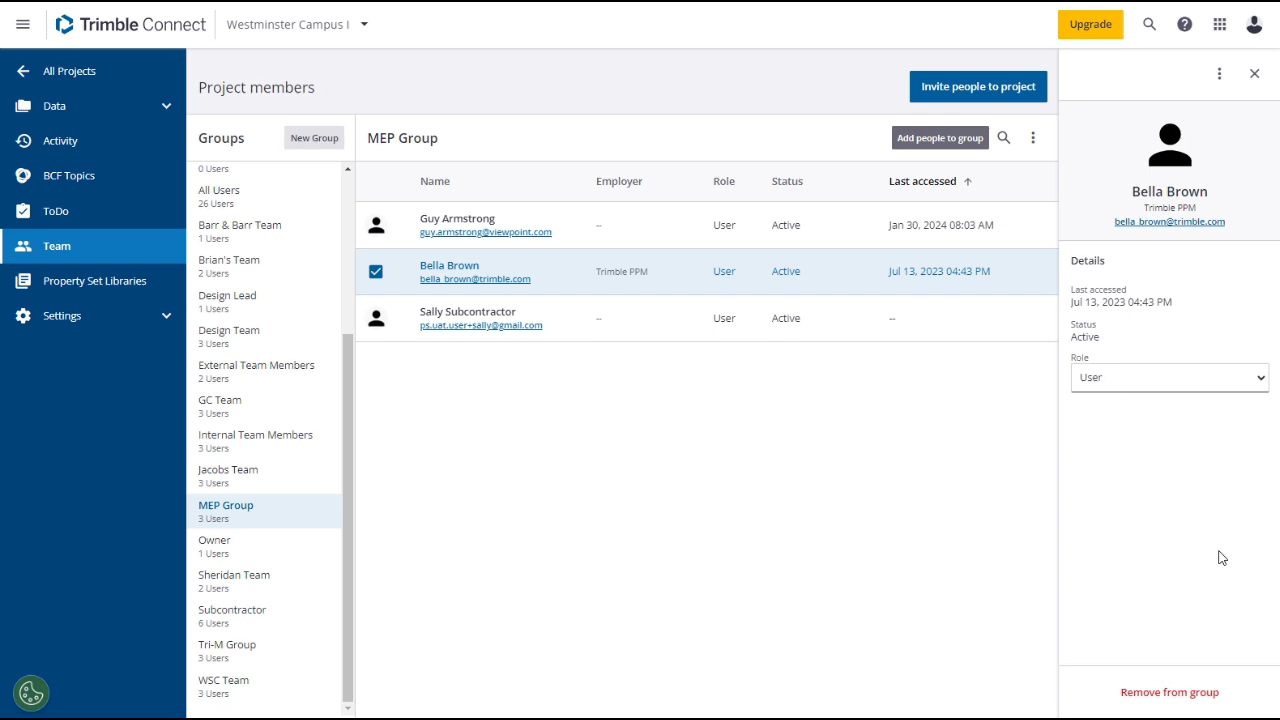 Trimble Connect
Westminster Campus I
Upgrade
All Projects
Data
Activity
BCF Topics
ToDo
Team
Property Set Libraries
Settings
Project members
Invite people to project
Groups
New Group
0 Users
All Users
26 Users
Barr & Barr Team
1 Users
Brian's Team
2 Users
Design Lead
1 Users
Design Team
3 Users
External Team Members
2 Users
GC Team
3 Users
Internal Team Members
3 Users
Jacobs Team
3 Users
MEP Group
3 Users
Owner
1 Users
Sheridan Team
2 Users
Subcontractor
6 Users
Tri-M Group
3 Users
WSC Team
3 Users
MEP Group
Add people to group
Name Employer Role Status Last accessed
Guy Armstrong
guy.armstrong@viewpoint.com
-- User Active Jan 30, 2024 08:03 AM
Bella Brown
bella_brown@trimble.com
Trimble PPM User Active Jul 13, 2023 04:43 PM
Sally Subcontractor
ps.uat.user+sally@gmail.com
-- User Active --
Bella Brown
Trimble PPM
bella_brown@trimble.com
Details
Last accessed
Jul 13, 2023 04:43 PM
Status
Active
Role
User
Remove from group